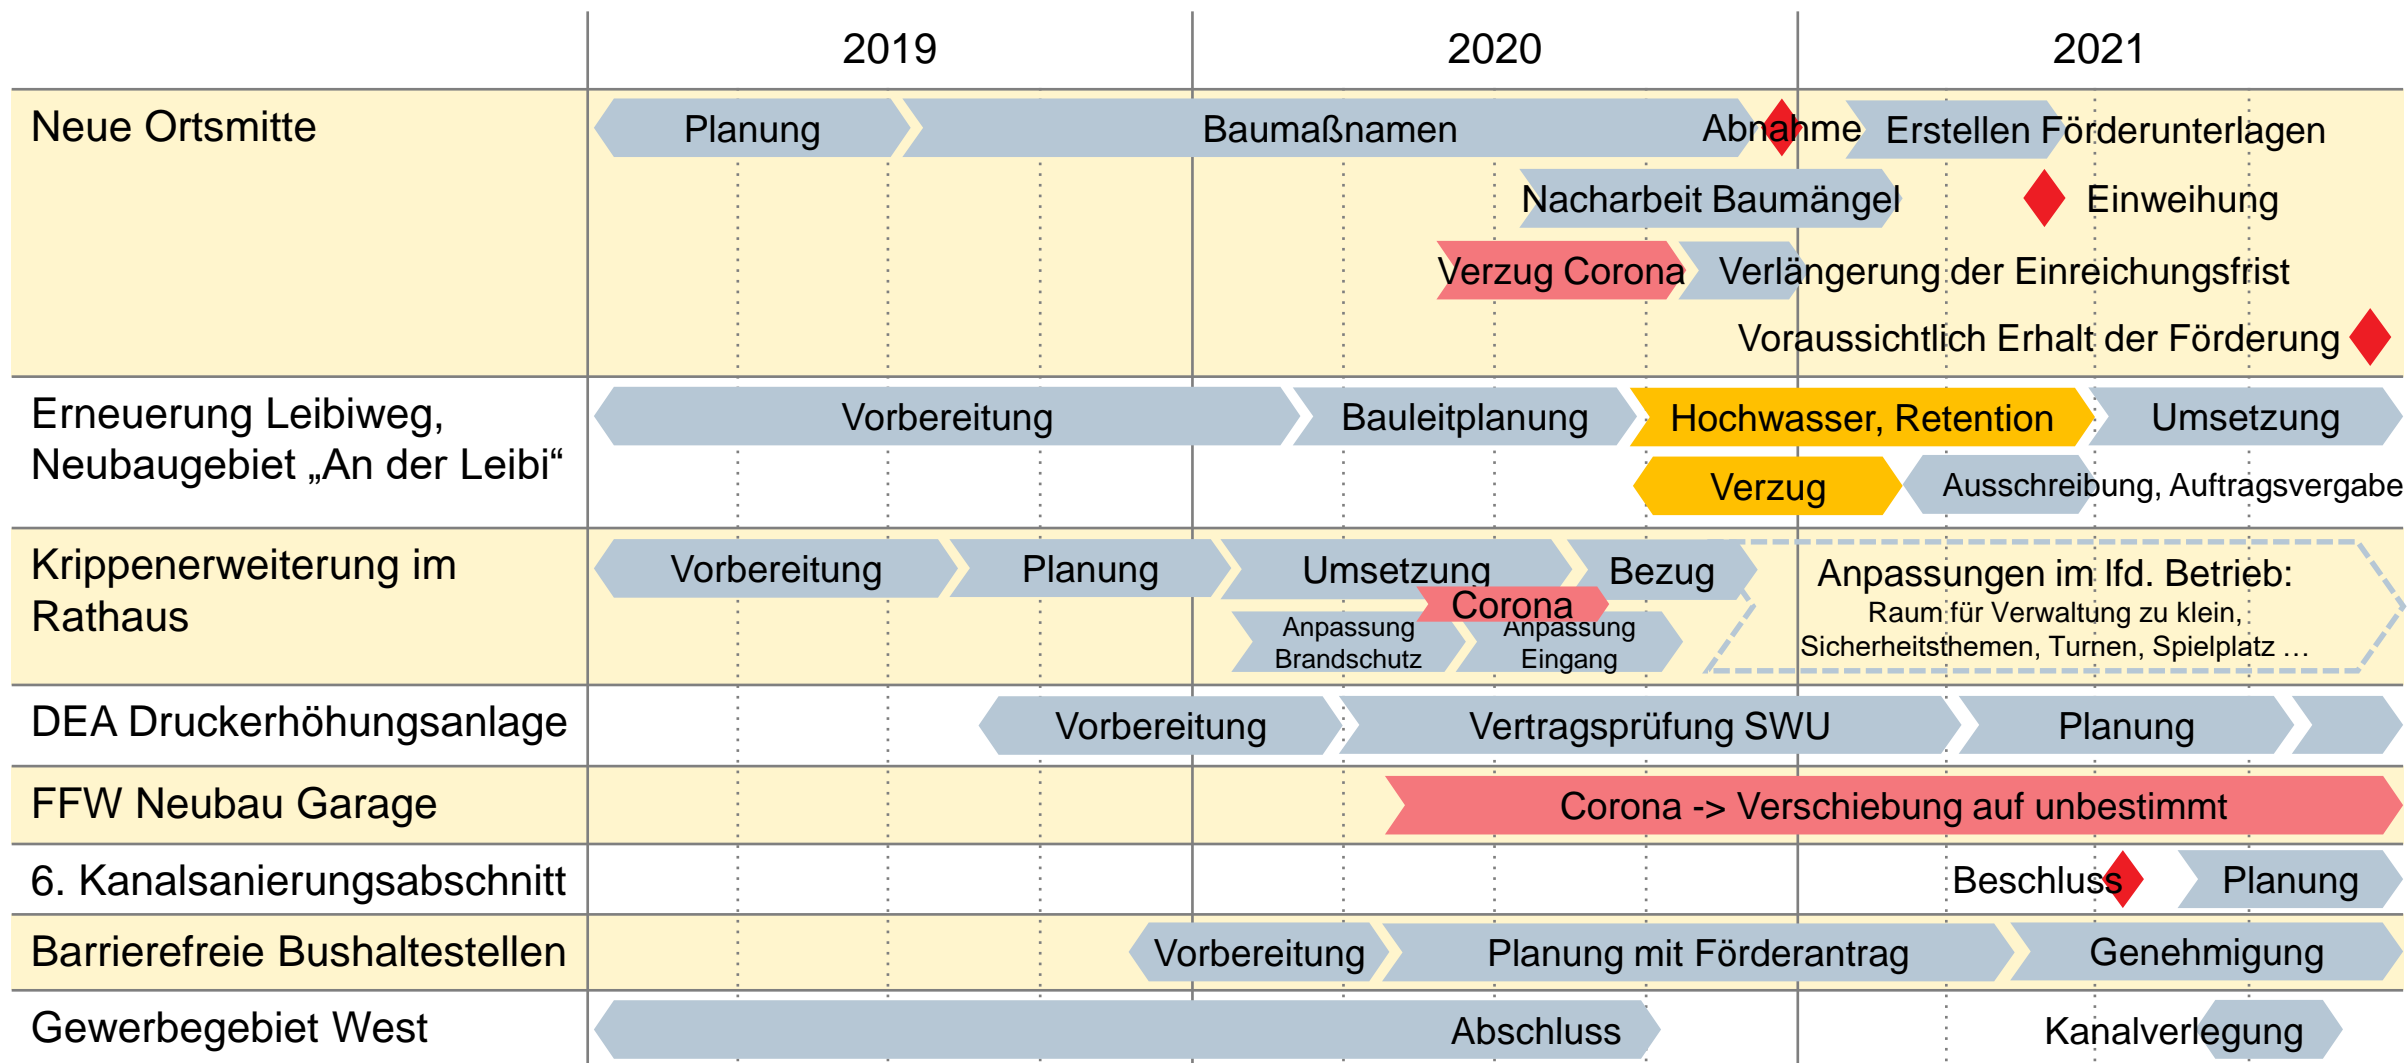 2019 2020 2021
Neue Ortsmitte
Planung Baumaßnamen Abnahme Erstellen Förderunterlagen
Nacharbeit Baumängel Einweihung
Verzug Corona Verlängerung der Einreichungsfrist
Voraussichtlich Erhalt der Förderung
Erneuerung Leibiweg,
Neubaugebiet „An der Leibi“
Vorbereitung Bauleitplanung Hochwasser, Retention Umsetzung
Verzug Ausschreibung, Auftragsvergabe
Krippenerweiterung im
Rathaus
Vorbereitung Planung Umsetzung Bezug
Corona
Anpassung
Brandschutz
Anpassung
Eingang
Anpassungen im lfd. Betrieb:
Raum für Verwaltung zu klein,
Sicherheitsthemen, Turnen, Spielplatz ...
DEA Druckerhöhungsanlage
Vorbereitung Vertragsprüfung SWU Planung
FFW Neubau Garage
Corona -> Verschiebung auf unbestimmt
6. Kanalsanierungsabschnitt
Beschluss Planung
Barrierefreie Bushaltestellen
Vorbereitung Planung mit Förderantrag Genehmigung
Gewerbegebiet West
Abschluss Kanalverlegung